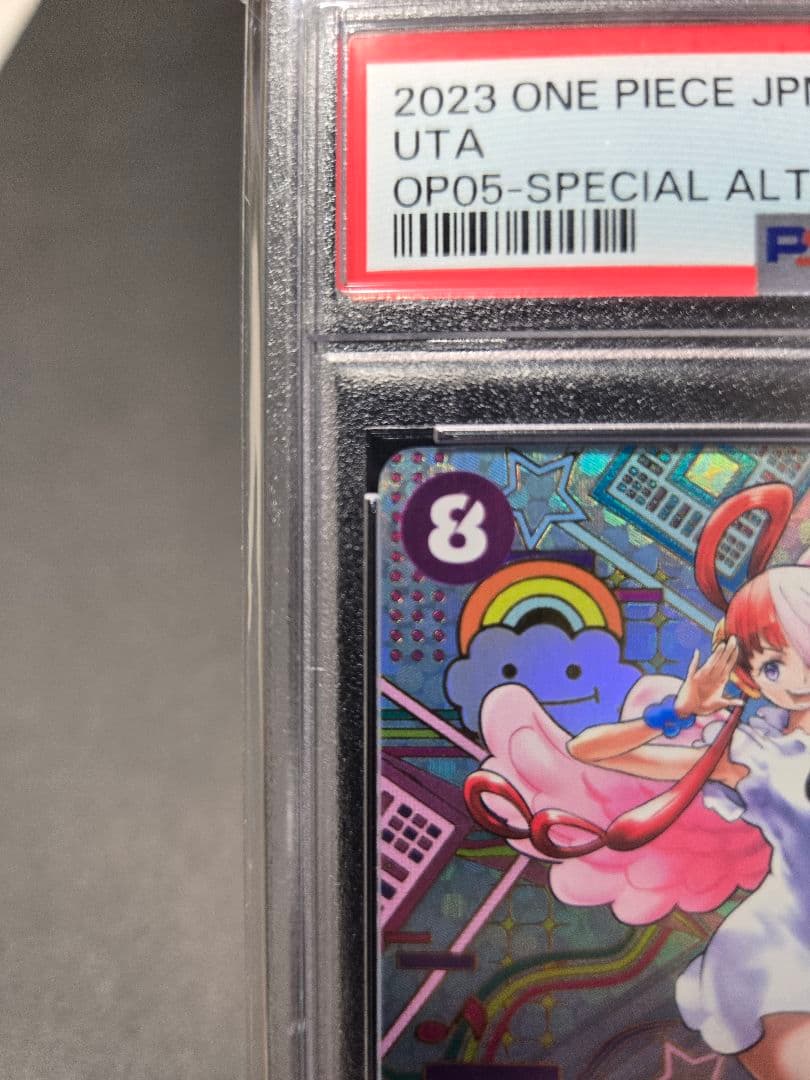 2023 ONE PIECE JPN
UTA
OP05-SPECIAL ALT
8